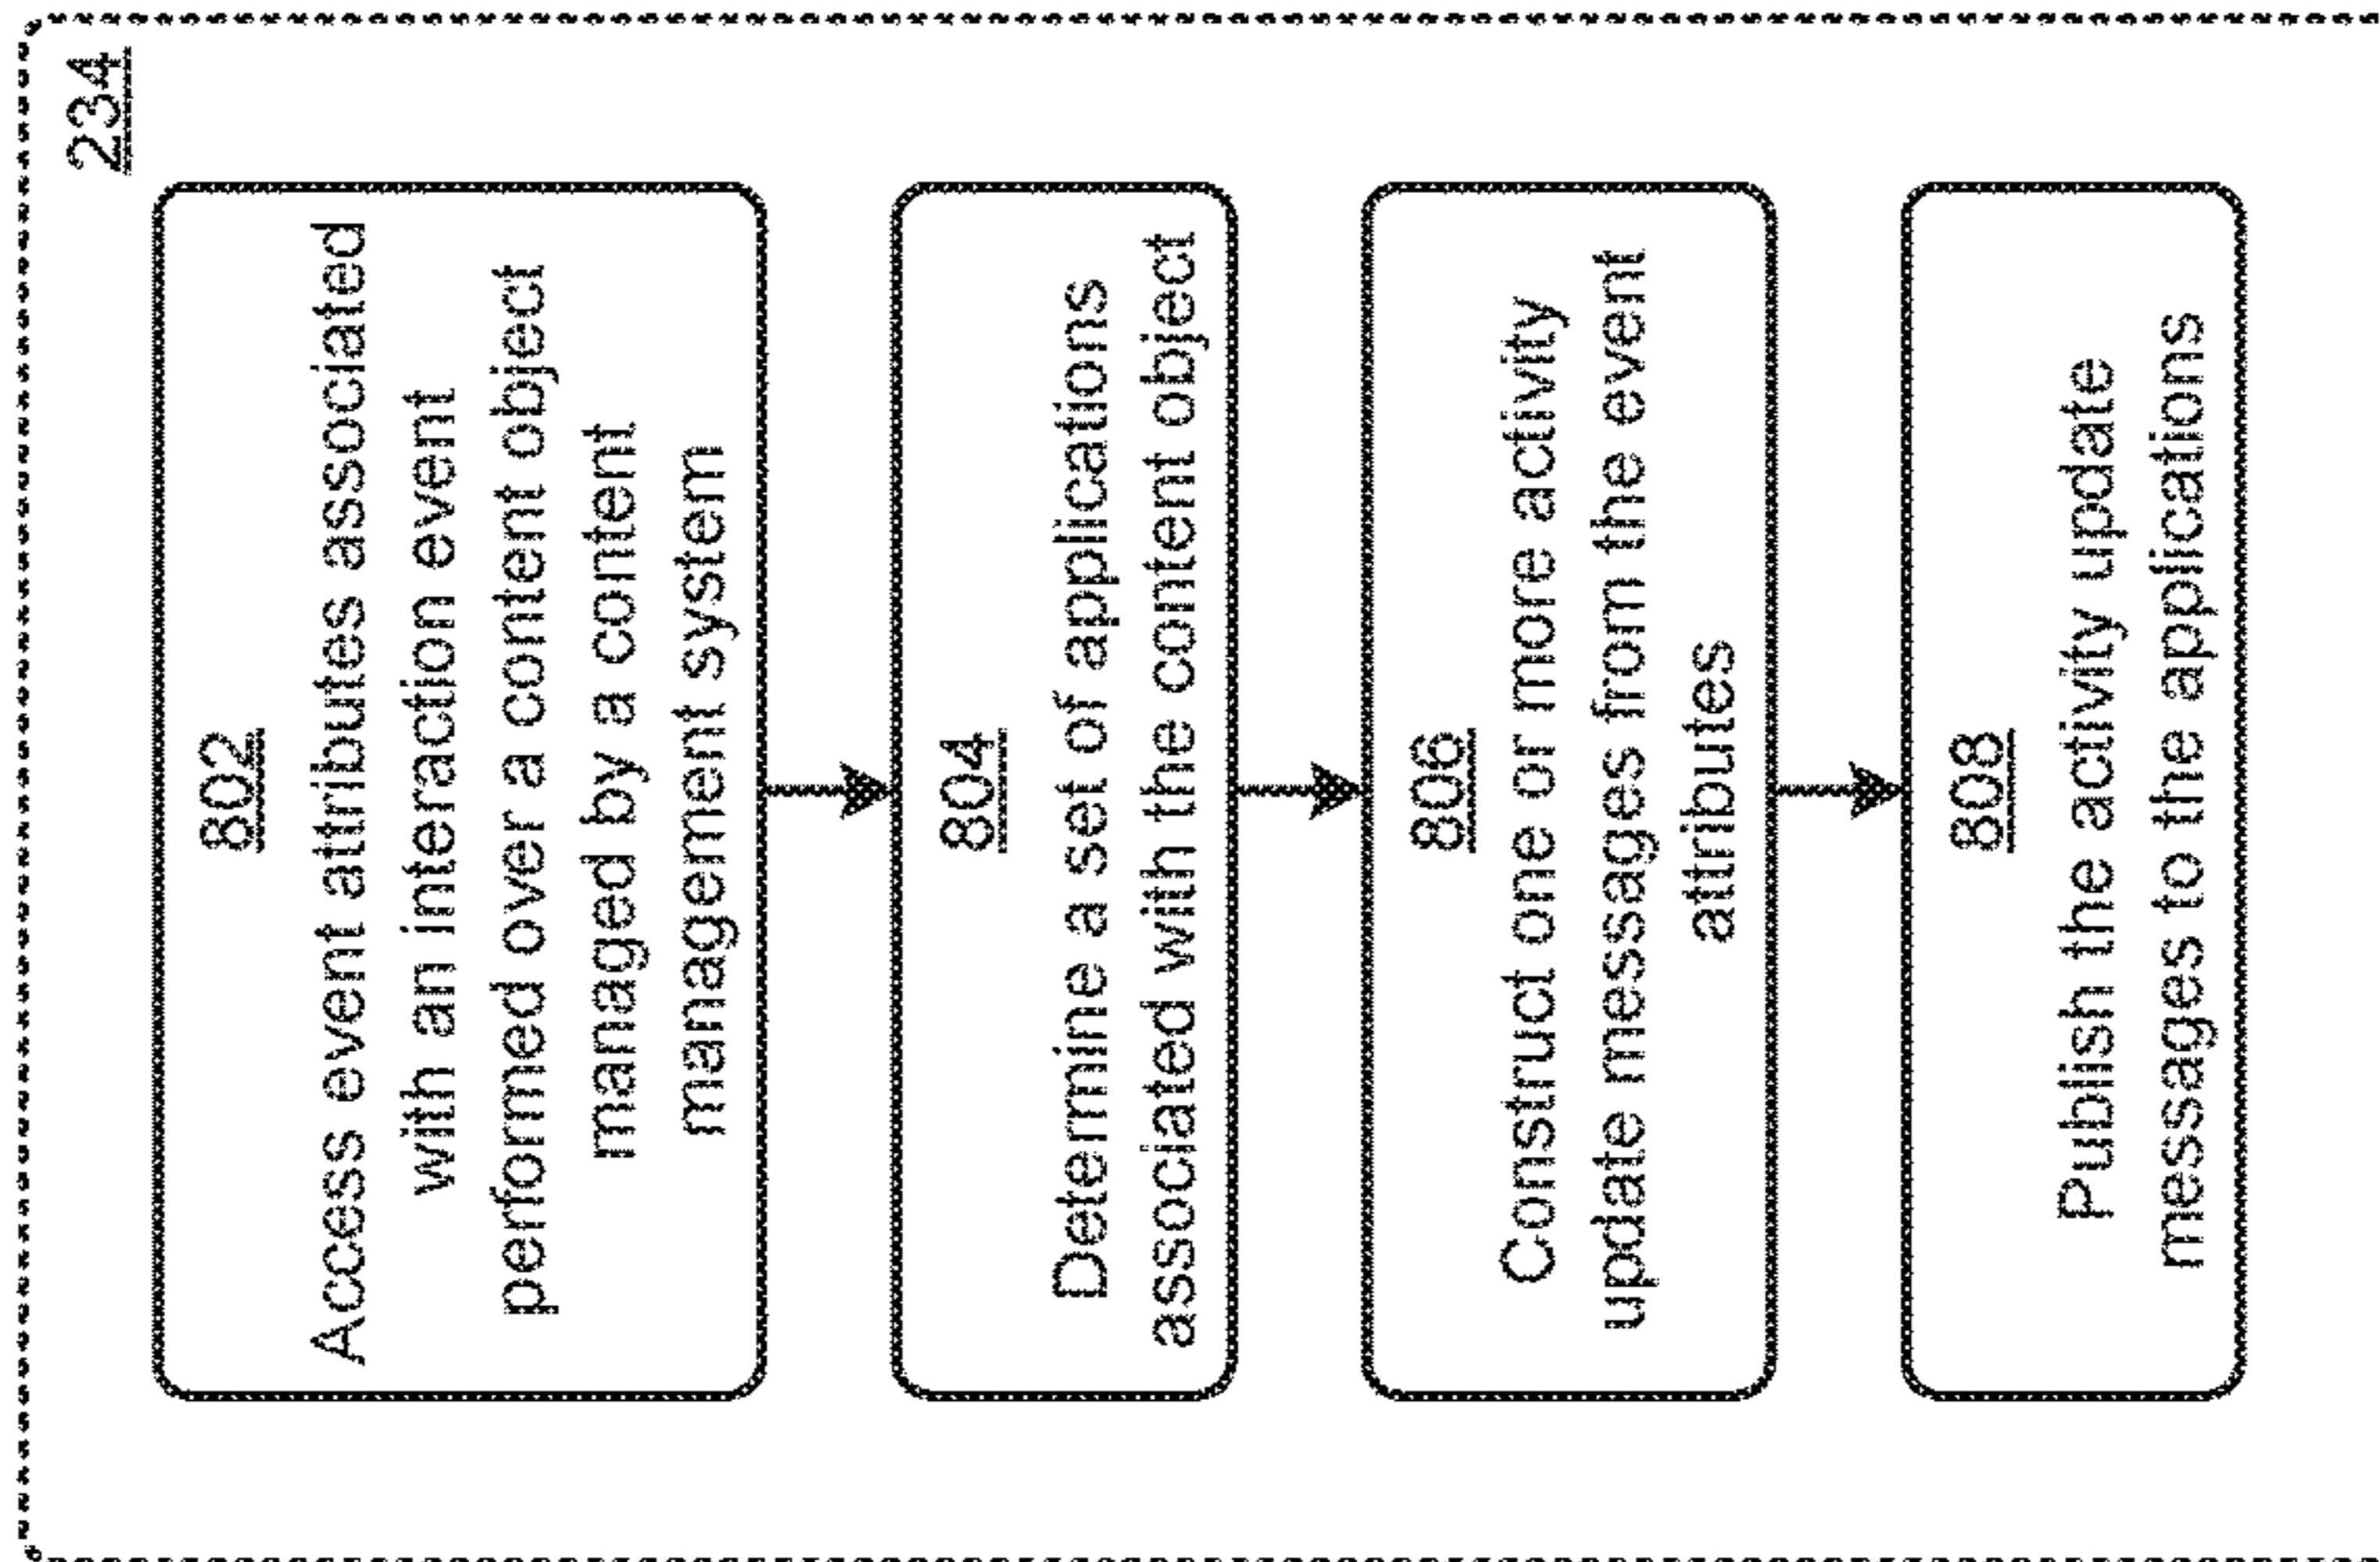 234
802
Access event attributes associated
with an interaction event
performed over a content object
managed by a content
management system
804
Determine a set of applications
associated with the content object
806
Construct one or more activity
update messages from the event
attributes
808
Publish the activity update
messages to the applications